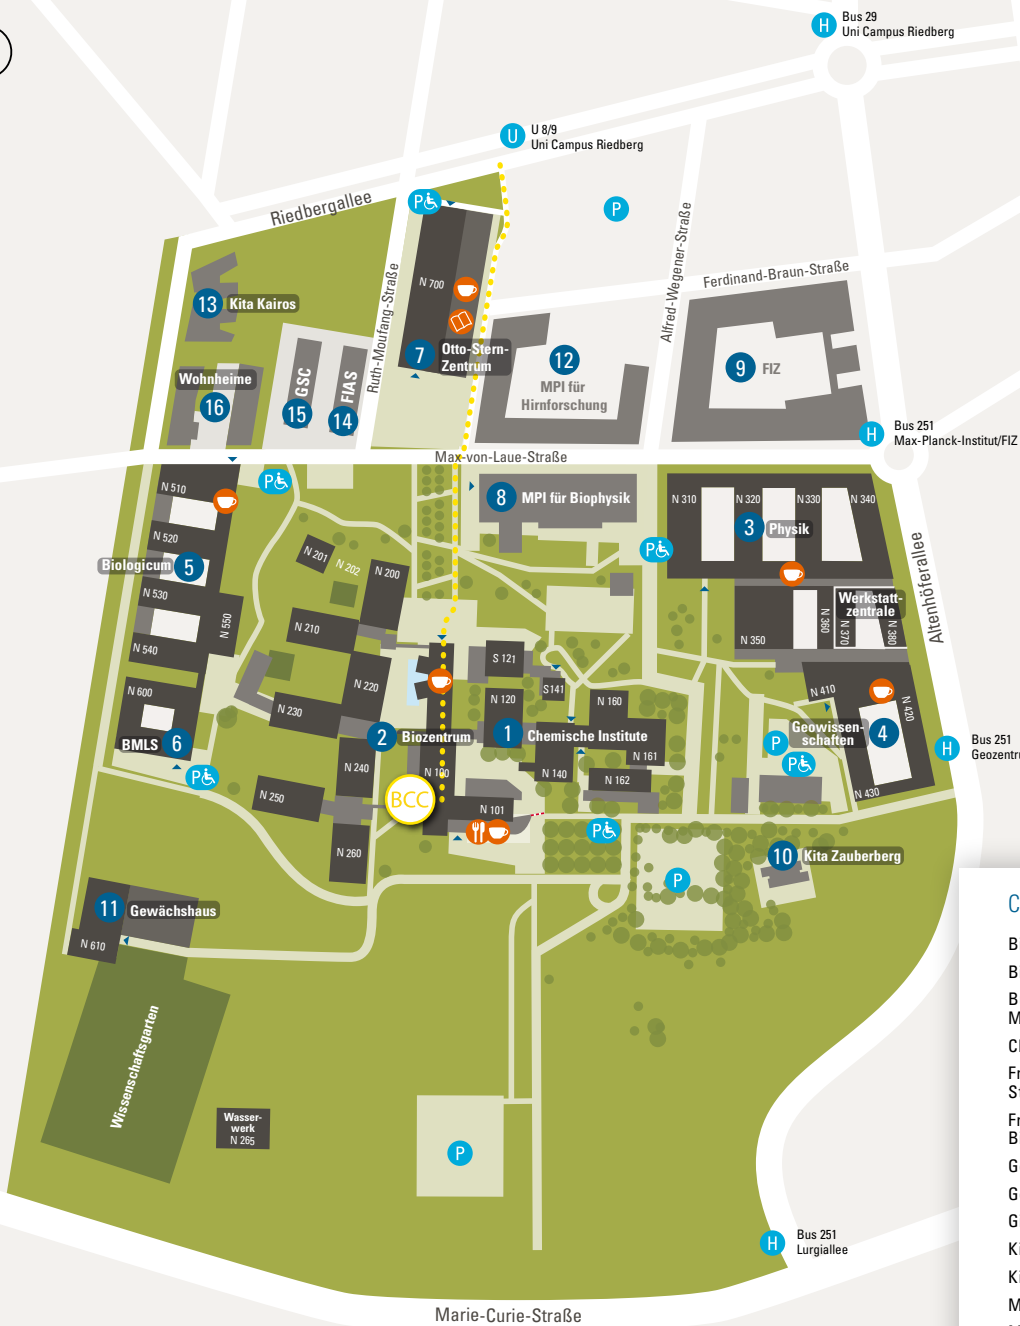 Bus 29
Uni Campus Riedberg
H
U 8/9
Uni Campus Riedberg
U
P
P
Riedbergallee
Ruth-Moufang-Straße
Alfred-Wegener-Straße
Ferdinand-Braun-Straße
N 700
13 Kita Kairos
7 Otto-Stern-
Zentrum
12
MPI für
Hirnforschung
9 FIZ
Wohnheime
16
GSC
15
FIAS
14
H
Bus 251
Max-Planck-Institut/FIZ
Max-von-Laue-Straße
P
N 510
N 520
Biologicum 5
N 530
N 540
N 550
N 600
BMLS 6
P
8 MPI für Biophysik
P
N 310
N 320
N 330
N 340
3 Physik
Altenhöferallee
Werkstatt-
zentrale
N 350
N 360
N 370
N 380
N 201
N 202
N 200
N 210
N 220
N 230
2 Biozentrum
N 240
N 250
N 260
N 100
BCC
N 101
S 121
N 120
S 141
1 Chemische Institute
N 140
N 160
N 161
N 162
P
N 410
N 420
Geowissen-
schaften
4
N 430
P
P
H
Bus 251
Geozentr
10 Kita Zauberberg
P
11 Gewächshaus
N 610
Wissenschaftsgarten
Wasser-
werk
N 265
P
H
Bus 251
Lurgiallee
Marie-Curie-Straße